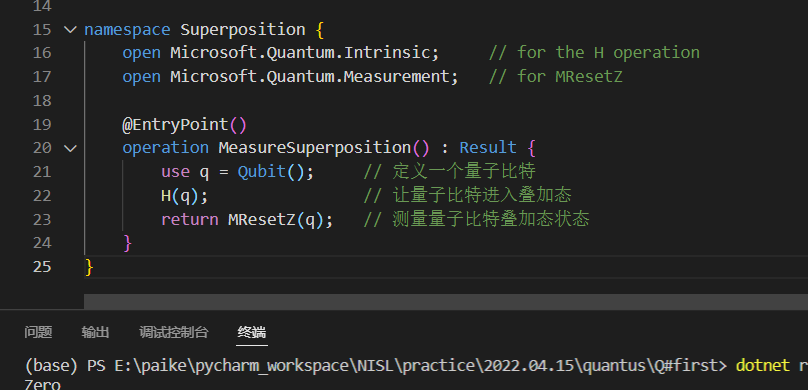 14
15 namespace Superposition {
16 open Microsoft.Quantum.Intrinsic; // for the H operation
17 open Microsoft.Quantum.Measurement; // for MResetZ
18
19 @EntryPoint()
20 operation MeasureSuperposition() : Result {
21 use q = Qubit(); // 定义一个量子比特
22 H(q); // 让量子比特进入叠加态
23 return MResetZ(q); // 测量量子比特叠加态状态
24 }
25 }
问题 输出 调试控制台 终端
(base) PS E:\paike\pycharm_workspace\NISL\practice\2022.04.15\quantus\Q#first> dotnet r
Zero